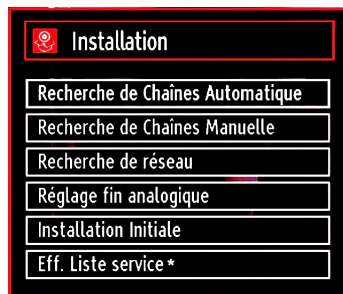 Installation
Recherche de Chaînes Automatique
Recherche de Chaînes Manuelle
Recherche de réseau
Réglage fin analogique
Installation Initiale
Eff. Liste service*